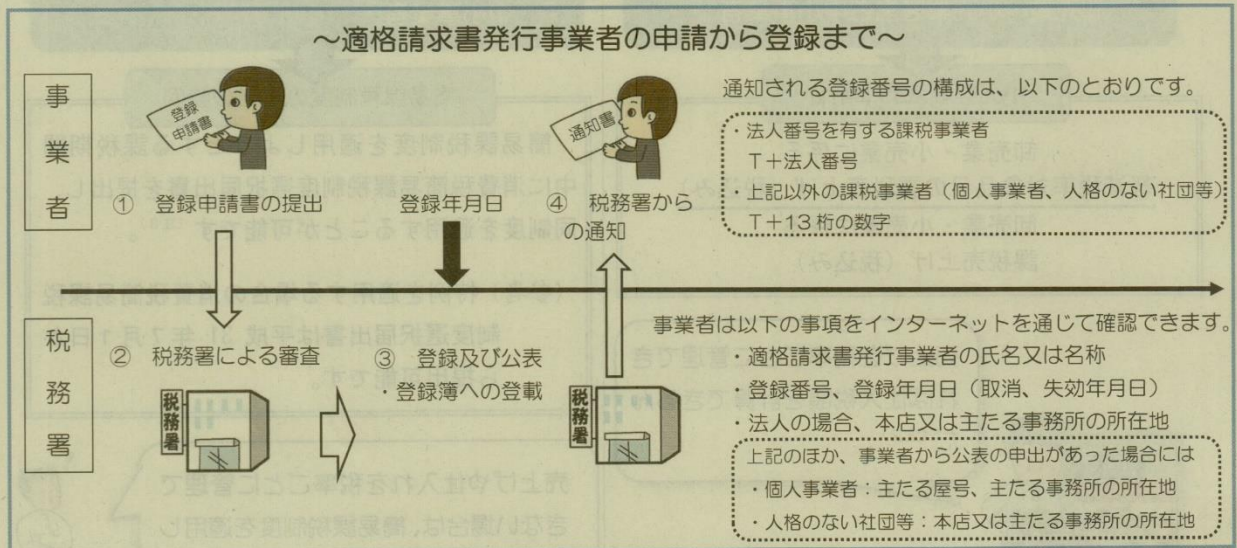 ～適格請求書発行事業者の申請から登録まで～
事業者
登録申請書
① 登録申請書の提出
登録年月日
通知書
④ 税務署からの通知
通知される登録番号の構成は、以下のとおりです。
・法人番号を有する課税事業者
T＋法人番号
・上記以外の課税事業者（個人事業者、人格のない社団等）
T＋13桁の数字
税務署
② 税務署による審査
税務署
③ 登録及び公表
・登録簿への登載
税務署
事業者は以下の事項をインターネットを通じて確認できます。
・適格請求書発行事業者の氏名又は名称
・登録番号、登録年月日（取消、失効年月日）
・法人の場合、本店又は主たる事務所の所在地
上記のほか、事業者から公表の申出があった場合には
・個人事業者：主たる屋号、主たる事務所の所在地
・人格のない社団等：本店又は主たる事務所の所在地